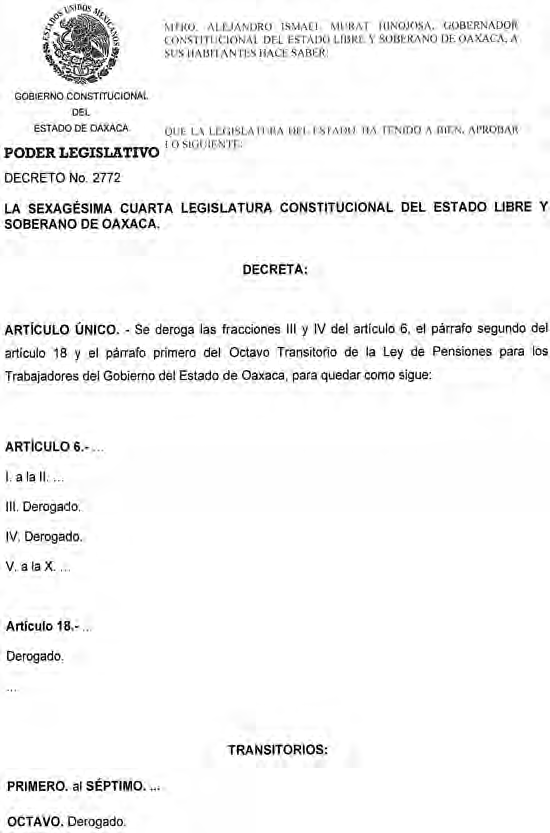 ESTADOS UNIDOS MEXICANOS
MTRO. ALEJANDRO ISMAEL MURAT HINOJOSA, GOBERNADOR
CONSTITUCIONAL DEL ESTADO LIBRE Y SOBERANO DE OAXACA, A
SUS HABITANTES HACE SABER:
GOBIERNO CONSTITUCIONAL
DEL
ESTADO DE OAXACA
QUE LA LEGISLATURA DEL ESTADO HA TENIDO A BIEN, APROBAR
LO SIGUIENTE:
PODER LEGISLATIVO
DECRETO No. 2772
LA SEXAGÉSIMA CUARTA LEGISLATURA CONSTITUCIONAL DEL ESTADO LIBRE Y
SOBERANO DE OAXACA.
DECRETA:
ARTÍCULO ÚNICO. - Se deroga las fracciones III y IV del artículo 6, el párrafo segundo del
artículo 18 y el párrafo primero del Octavo Transitorio de la Ley de Pensiones para los
Trabajadores del Gobierno del Estado de Oaxaca, para quedar como sigue:
ARTÍCULO 6.- ...
I. a la II. ...
III. Derogado.
IV. Derogado.
V. a la X. ...
Artículo 18.- ...
Derogado.
...
TRANSITORIOS:
PRIMERO. al SÉPTIMO. ...
OCTAVO. Derogado.